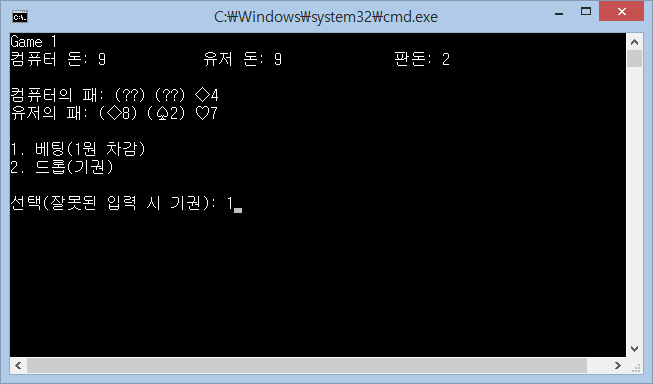 C:\Windows\system32\cmd.exe
Game 1
컴퓨터 돈: 9 유저 돈: 9 판돈: 2
컴퓨터의 패: (??) (??) ◇4
유저의 패: (◇8) (♤2) ♡7
1. 베팅(1원 차감)
2. 드롭(기권)
선택(잘못된 입력 시 기권): 1